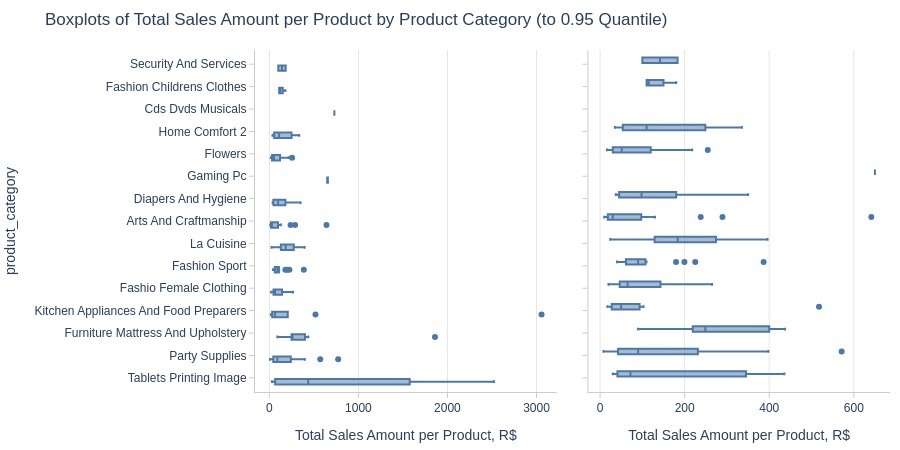 Boxplots of Total Sales Amount per Product by Product Category (to 0.95 Quantile)
product_category
Security And Services
Fashion Childrens Clothes
Cds Dvds Musicals
Home Comfort 2
Flowers
Gaming Pc
Diapers And Hygiene
Arts And Craftmanship
La Cuisine
Fashion Sport
Fashio Female Clothing
Kitchen Appliances And Food Preparers
Furniture Mattress And Upholstery
Party Supplies
Tablets Printing Image
0 1000 2000 3000
Total Sales Amount per Product, R$
0 200 400 600
Total Sales Amount per Product, R$